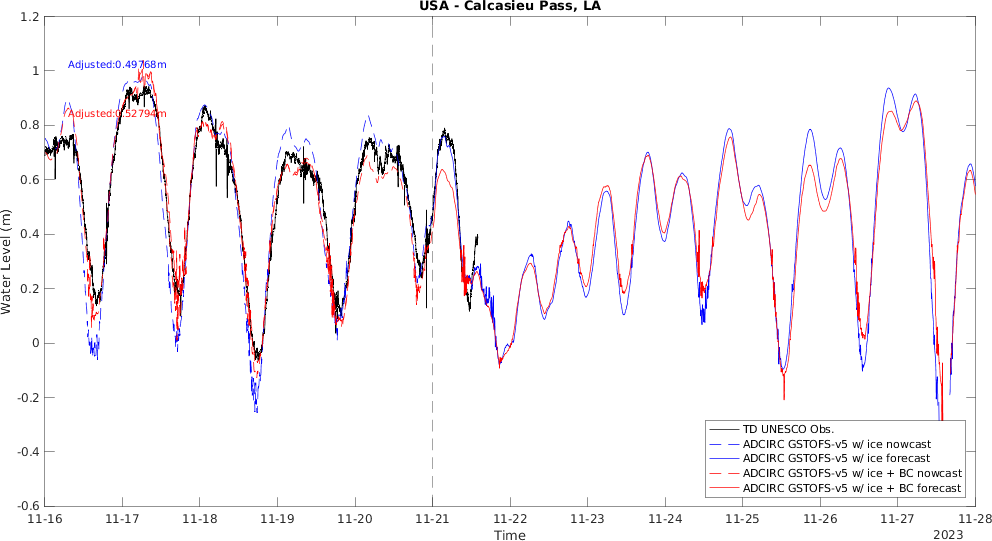 USA - Calcasieu Pass, LA
1.2
1
0.8
0.6
0.4
0.2
0
-0.2
-0.4
-0.6
Water Level (m)
Adjusted:0.49768m
Adjusted:0.52794m
TD UNESCO Obs.
ADCIRC GSTOFS-v5 w/ ice nowcast
ADCIRC GSTOFS-v5 w/ ice forecast
ADCIRC GSTOFS-v5 w/ ice + BC nowcast
ADCIRC GSTOFS-v5 w/ ice + BC forecast
11-16 11-17 11-18 11-19 11-20 11-21 11-22 11-23 11-24 11-25 11-26 11-27 11-28
Time
2023